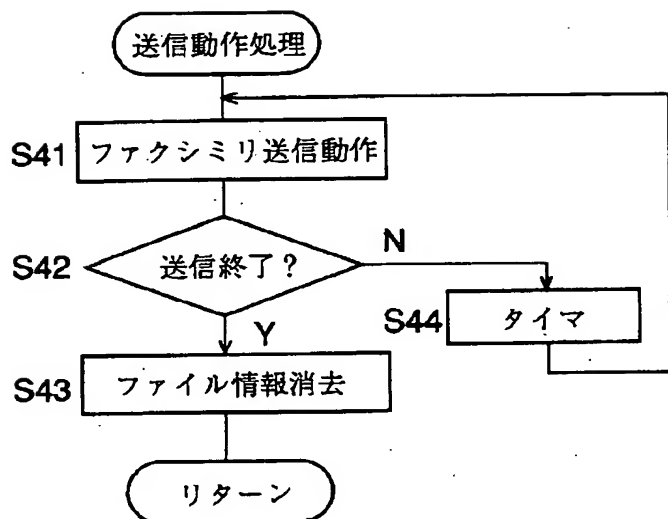 送信動作処理
S41 ファクシミリ送信動作
S42 送信終了? N
Y
S44 タイマ
S43 ファイル情報消去
リターン